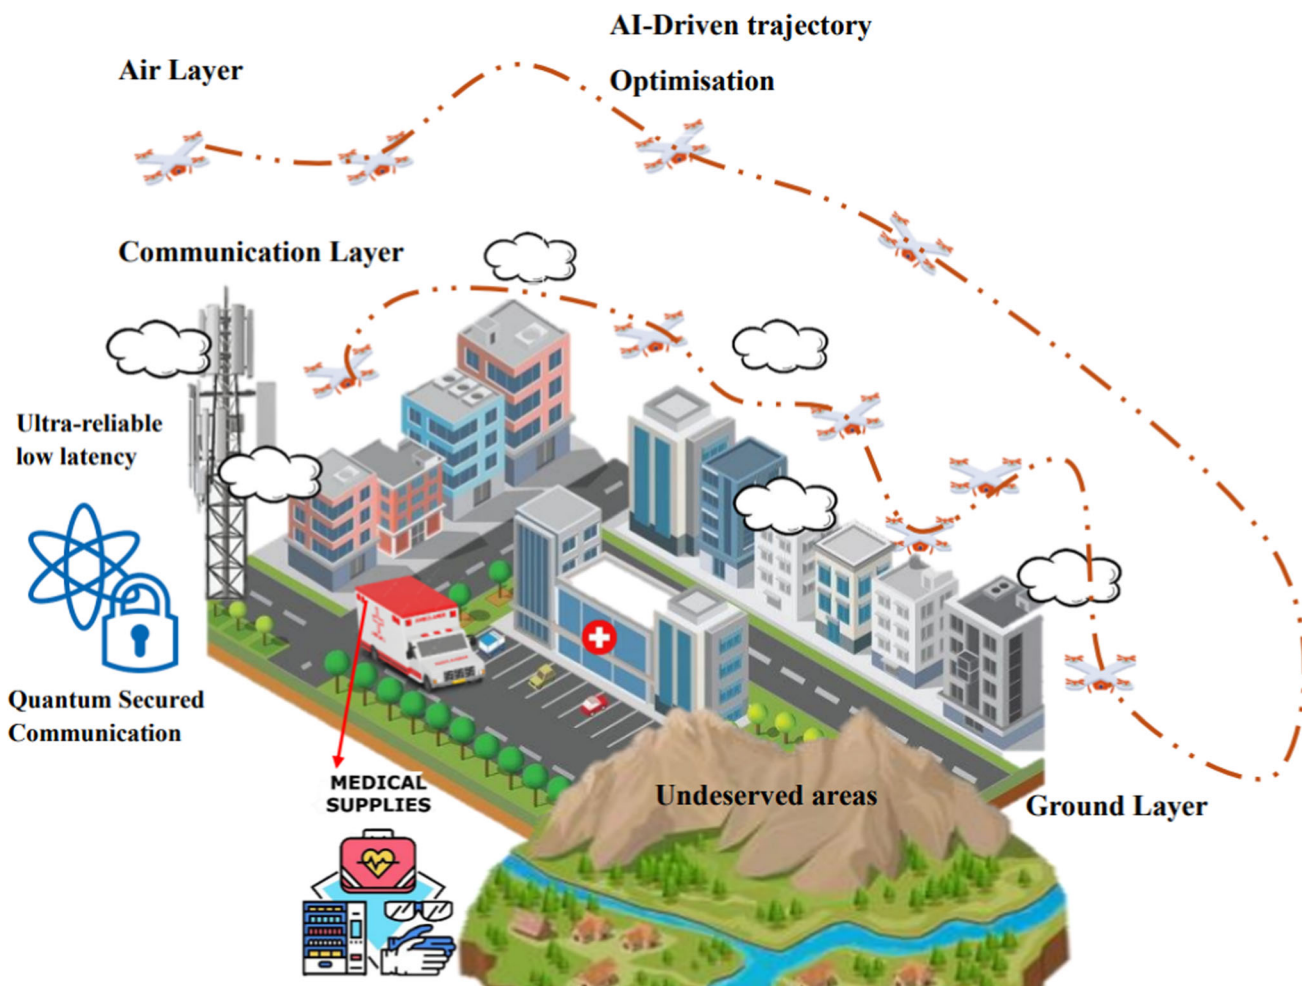 AI-Driven trajectory
Optimisation
Air Layer
Communication Layer
Ultra-reliable
low latency
Quantum Secured
Communication
AMBULANCE
MEDICAL
SUPPLIES
Undeserved areas
Ground Layer